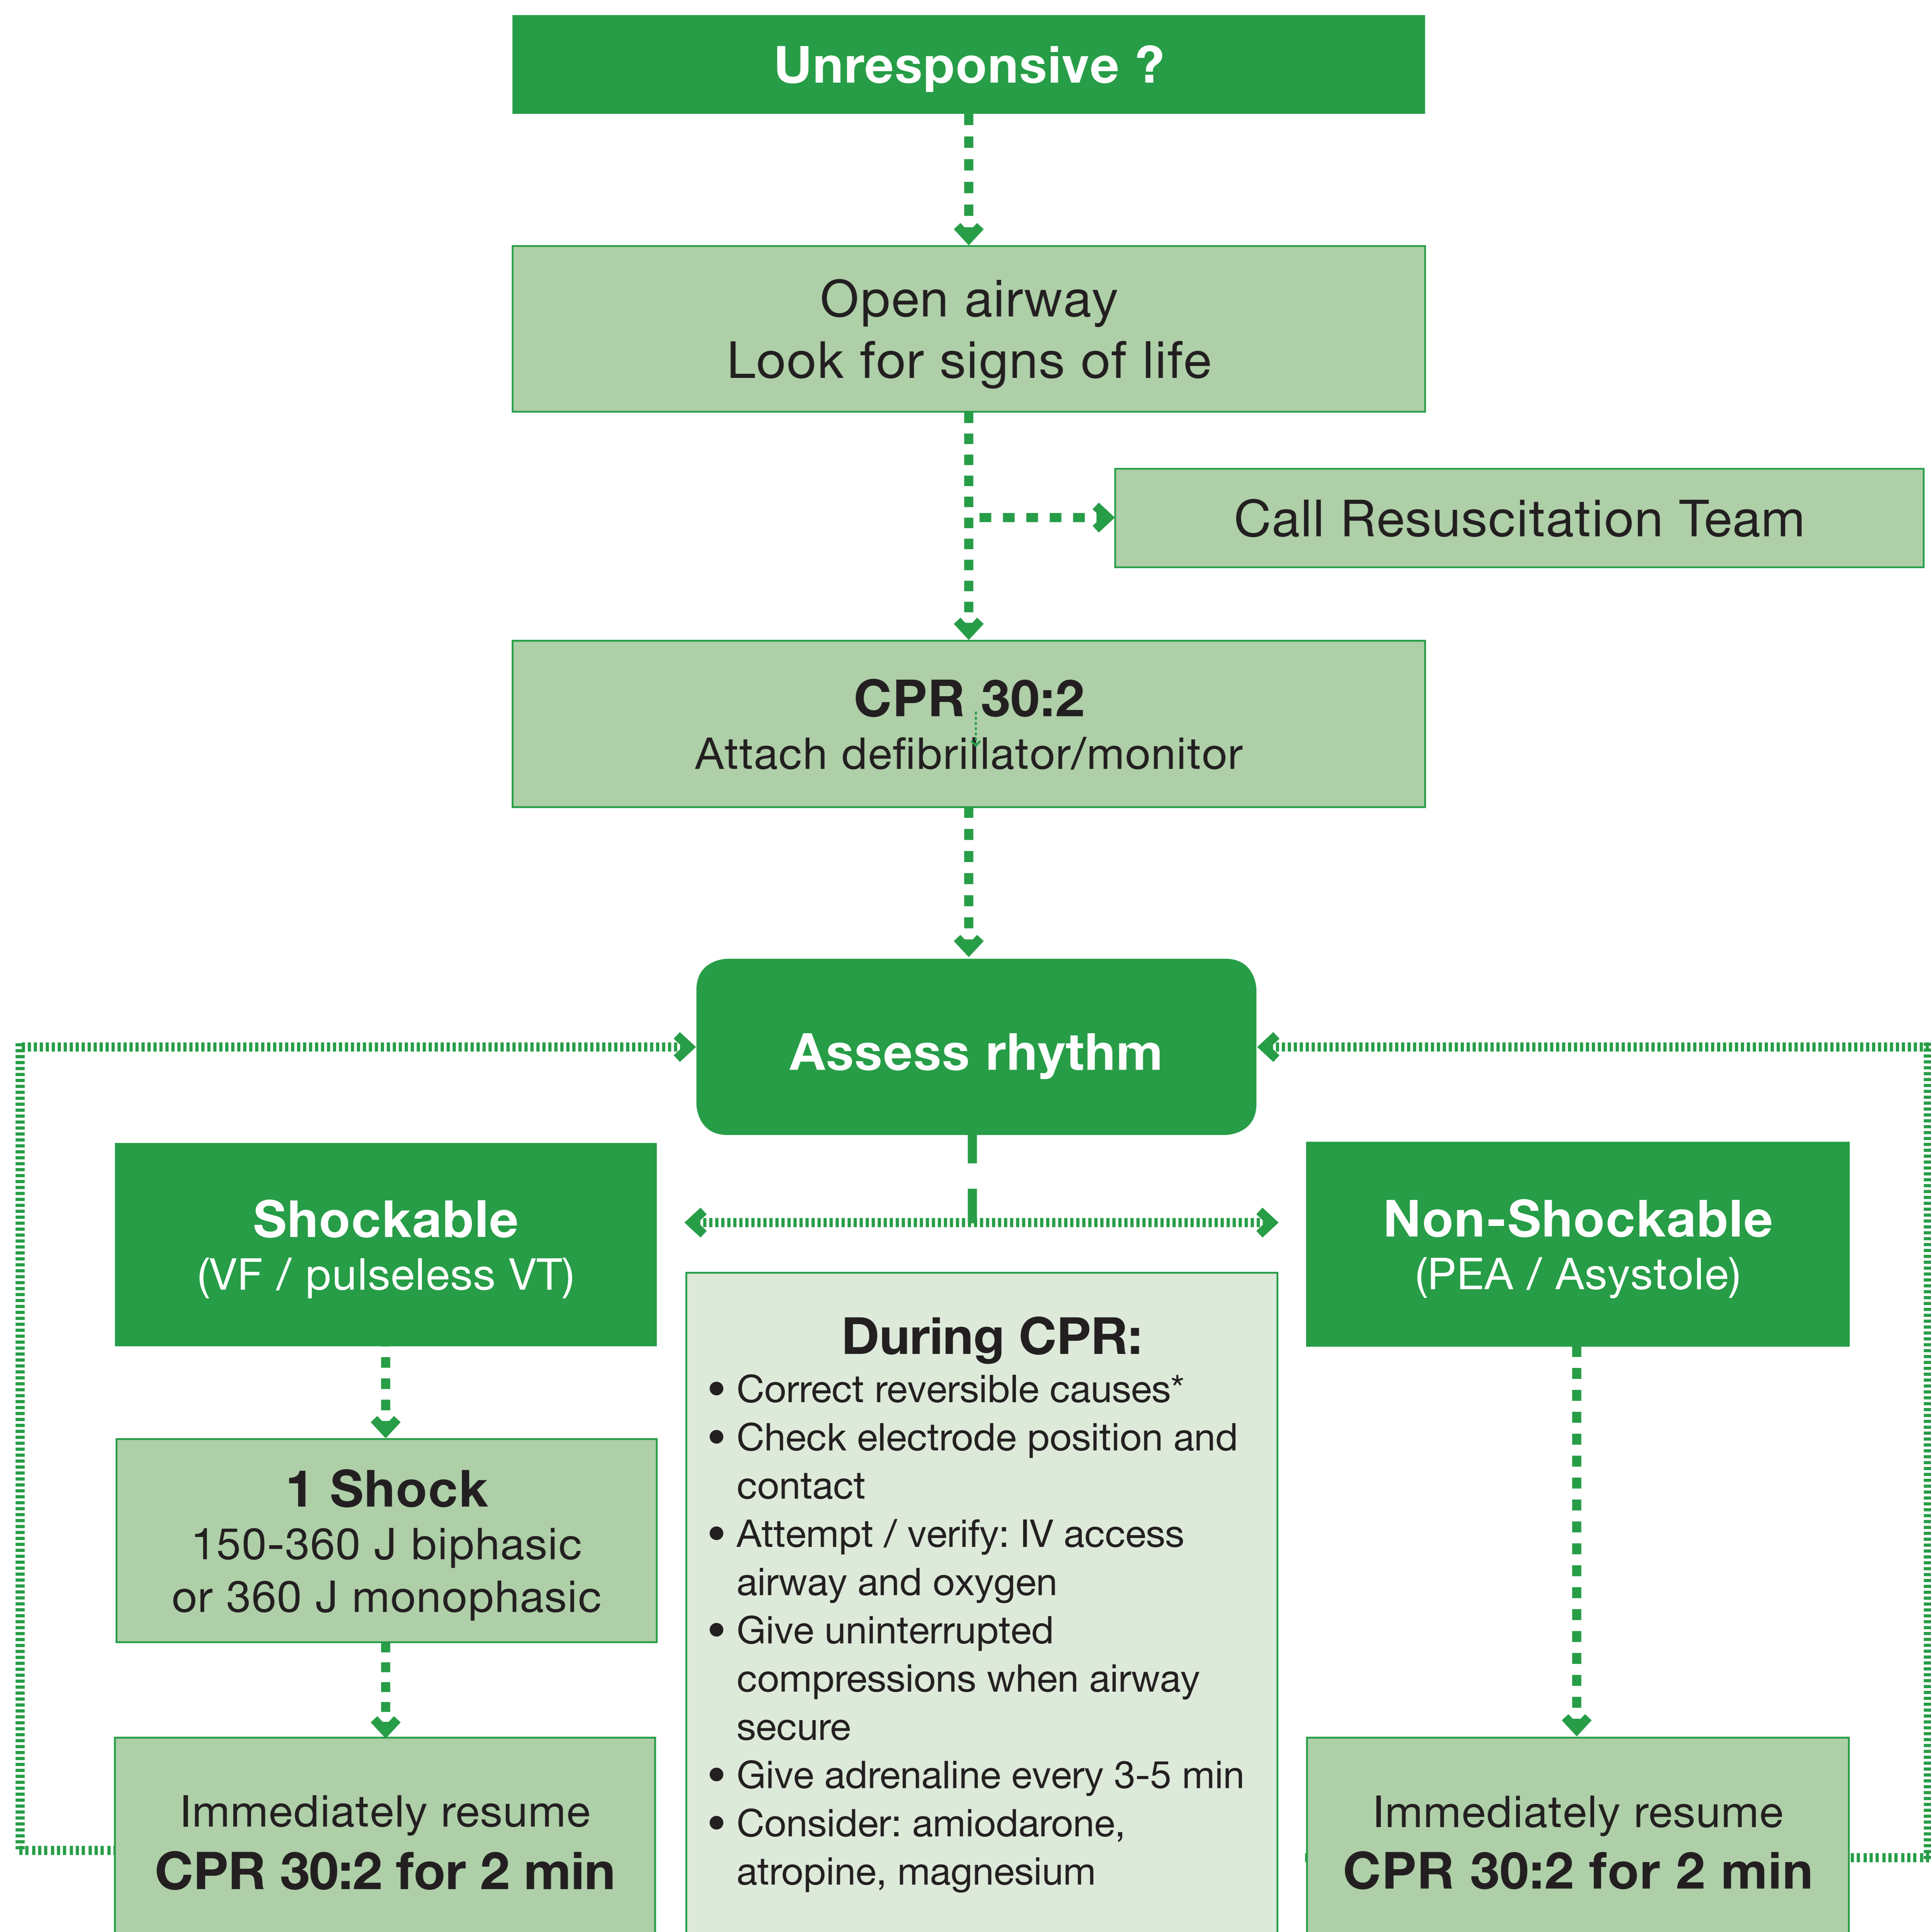 Unresponsive ?
Open airway
Look for signs of life
Call Resuscitation Team
CPR 30:2
Attach defibrillator/monitor
Assess rhythm
Shockable
(VF / pulseless VT)
Non-Shockable
(PEA / Asystole)
1 Shock
150-360 J biphasic
or 360 J monophasic
Immediately resume
CPR 30:2 for 2 min
During CPR:
• Correct reversible causes*
• Check electrode position and
contact
• Attempt / verify: IV access
airway and oxygen
• Give uninterrupted
compressions when airway
secure
• Give adrenaline every 3-5 min
• Consider: amiodarone,
atropine, magnesium
Immediately resume
CPR 30:2 for 2 min